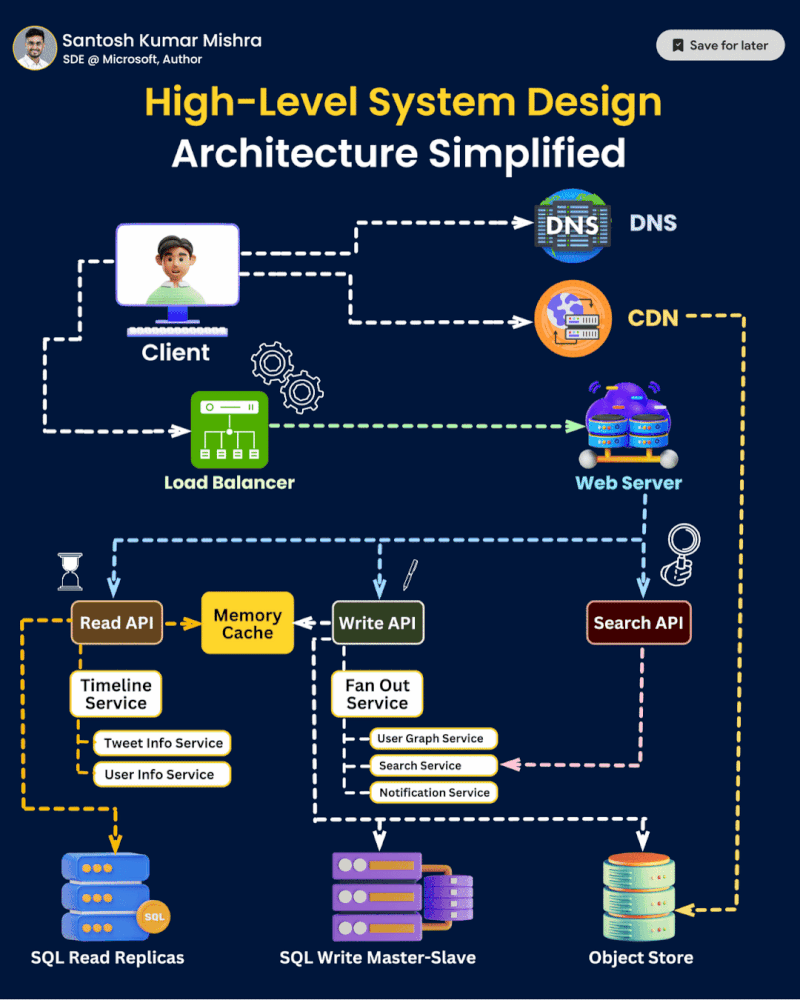 Santosh Kumar Mishra
SDE @ Microsoft, Author
Save for later
High-Level System Design
Architecture Simplified
DNS
DNS
CDN
Client
Load Balancer
Web Server
Read API
Memory
Cache
Write API
Search API
Timeline
Service
Fan Out
Service
Tweet Info Service
User Info Service
User Graph Service
Search Service
Notification Service
SQL
SQL Read Replicas
SQL Write Master-Slave
Object Store